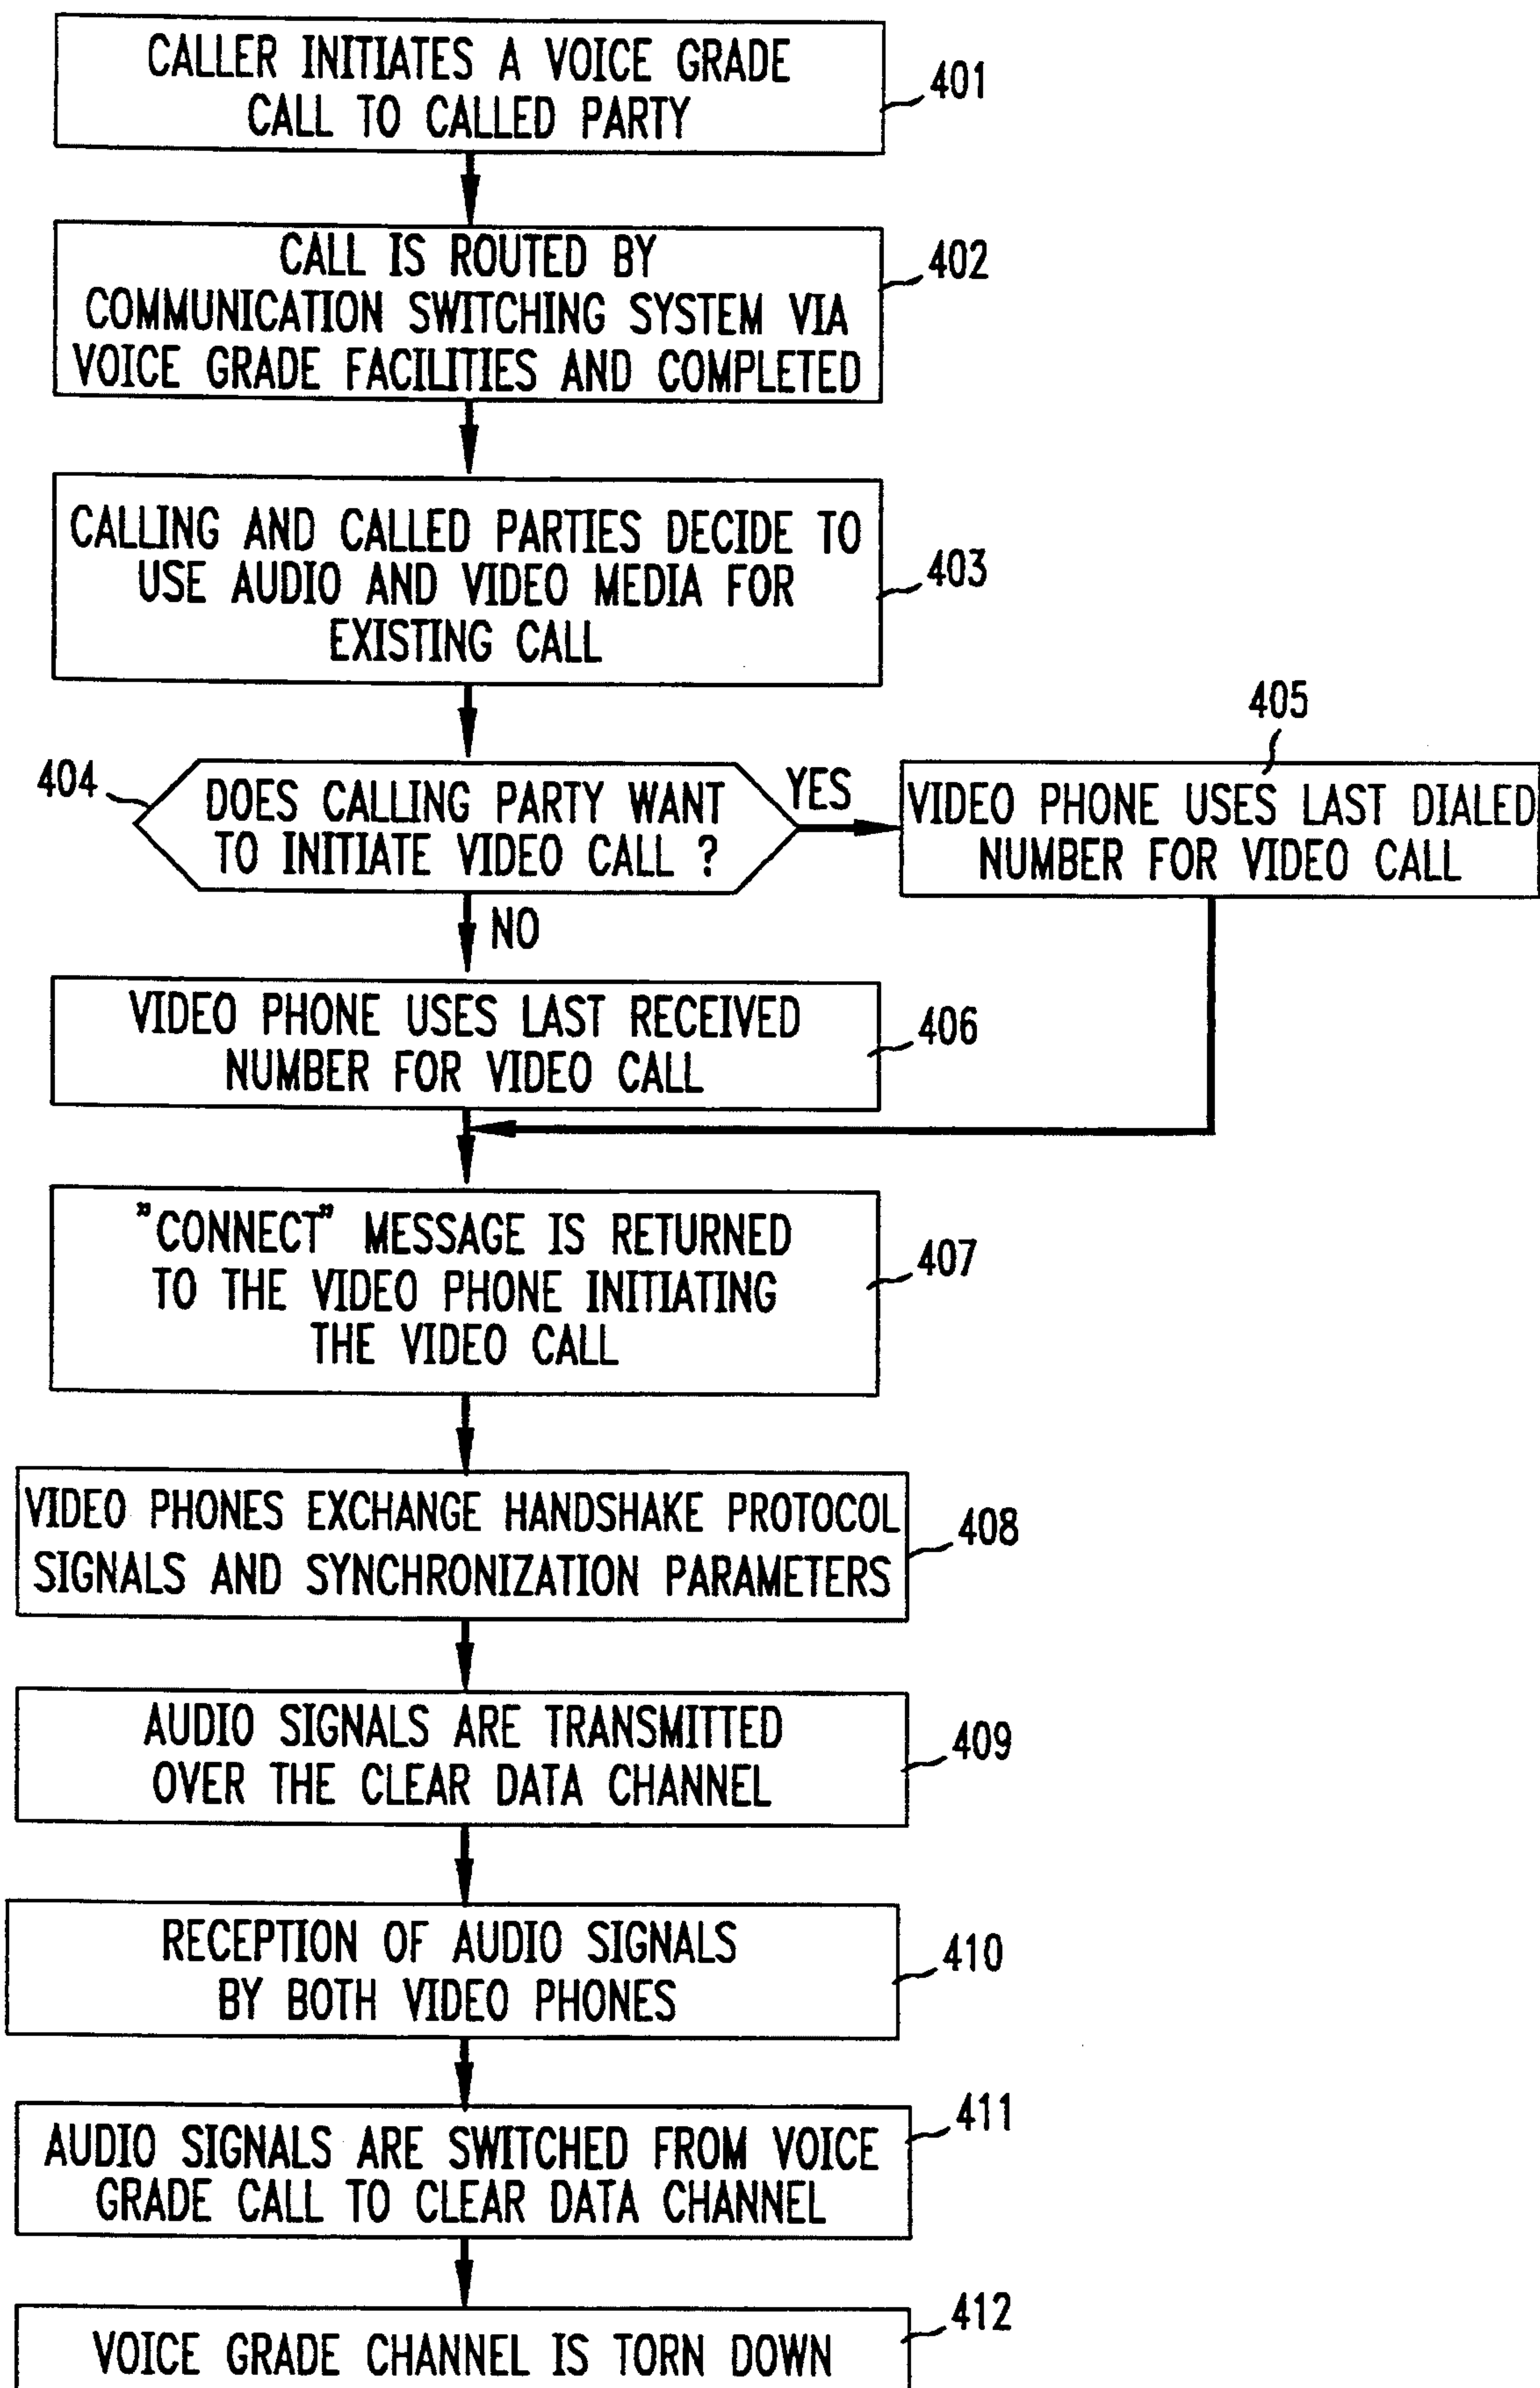 CALLER INITIATES A VOICE GRADE
CALL TO CALLED PARTY
401
CALL IS ROUTED BY
COMMUNICATION SWITCHING SYSTEM VIA
VOICE GRADE FACILITIES AND COMPLETED
402
CALLING AND CALLED PARTIES DECIDE TO
USE AUDIO AND VIDEO MEDIA FOR
EXISTING CALL
403
404
DOES CALLING PARTY WANT
TO INITIATE VIDEO CALL ?
YES
405
VIDEO PHONE USES LAST DIALED
NUMBER FOR VIDEO CALL
NO
VIDEO PHONE USES LAST RECEIVED
NUMBER FOR VIDEO CALL
406
"CONNECT" MESSAGE IS RETURNED
TO THE VIDEO PHONE INITIATING
THE VIDEO CALL
407
VIDEO PHONES EXCHANGE HANDSHAKE PROTOCOL
SIGNALS AND SYNCHRONIZATION PARAMETERS
408
AUDIO SIGNALS ARE TRANSMITTED
OVER THE CLEAR DATA CHANNEL
409
RECEPTION OF AUDIO SIGNALS
BY BOTH VIDEO PHONES
410
AUDIO SIGNALS ARE SWITCHED FROM VOICE
GRADE CALL TO CLEAR DATA CHANNEL
411
VOICE GRADE CHANNEL IS TORN DOWN
412